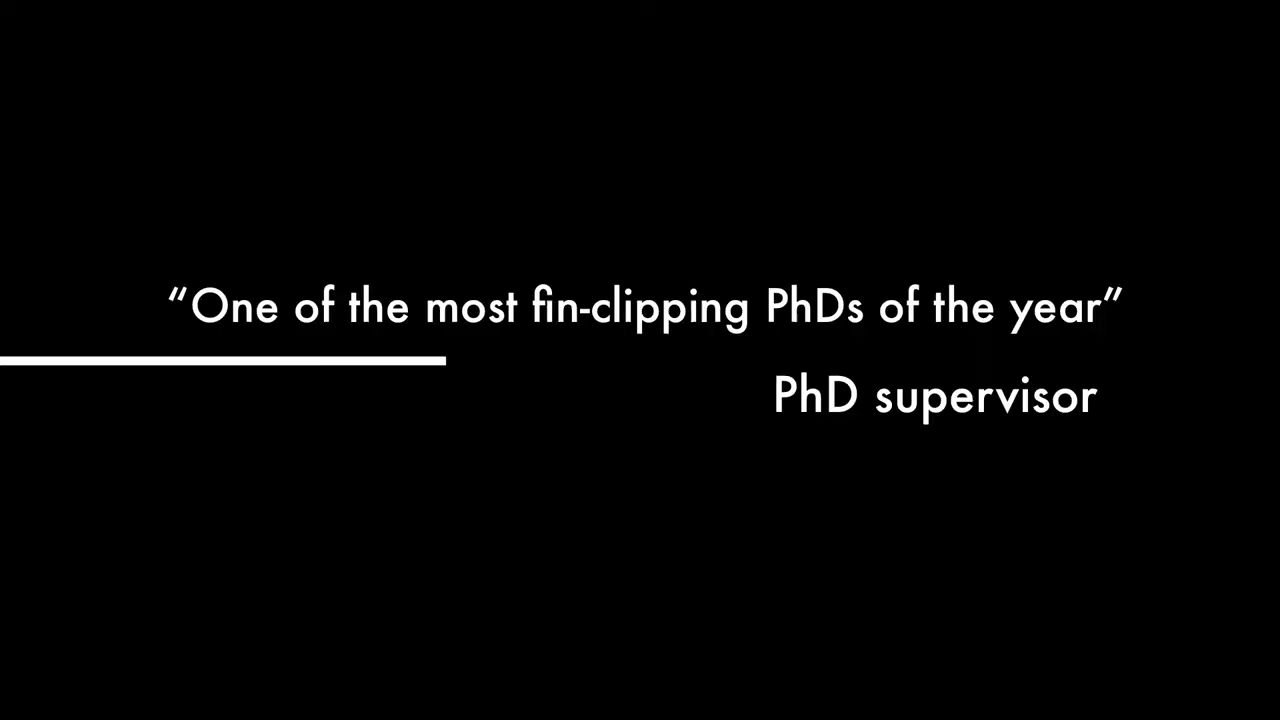 “One of the most fin-clipping PhDs of the year”
PhD supervisor